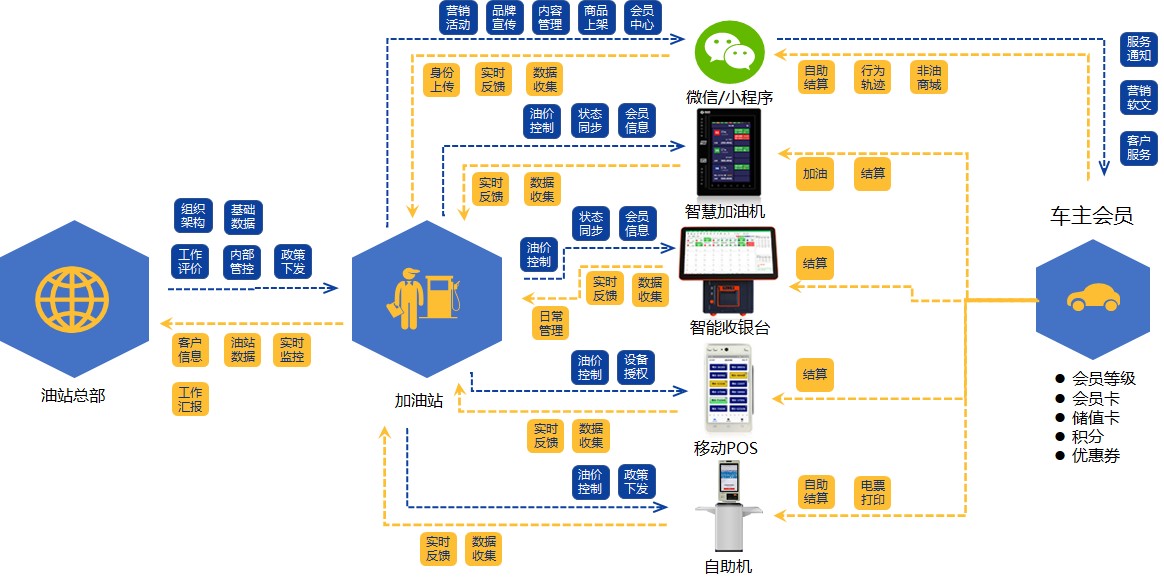 营销
活动
品牌
宣传
内容
管理
商品
上架
会员
中心
身份
上传
实时
反馈
数据
收集
微信/小程序
自助
结算
行为
轨迹
非油
商城
服务
通知
营销
软文
客户
服务
油价
控制
状态
同步
会员
信息
实时
反馈
数据
收集
智慧加油机
加油
结算
车主会员
组织
架构
基础
数据
工作
评价
内部
管控
政策
下发
客户
信息
油站
数据
实时
监控
工作
汇报
油站总部
加油站
油价
控制
状态
同步
会员
信息
实时
反馈
数据
收集
日常
管理
智能收银台
结算
油价
控制
设备
授权
实时
反馈
数据
收集
移动POS
结算
会员等级
会员卡
储值卡
积分
优惠券
油价
控制
政策
下发
实时
反馈
数据
收集
自助机
自助
结算
电票
打印